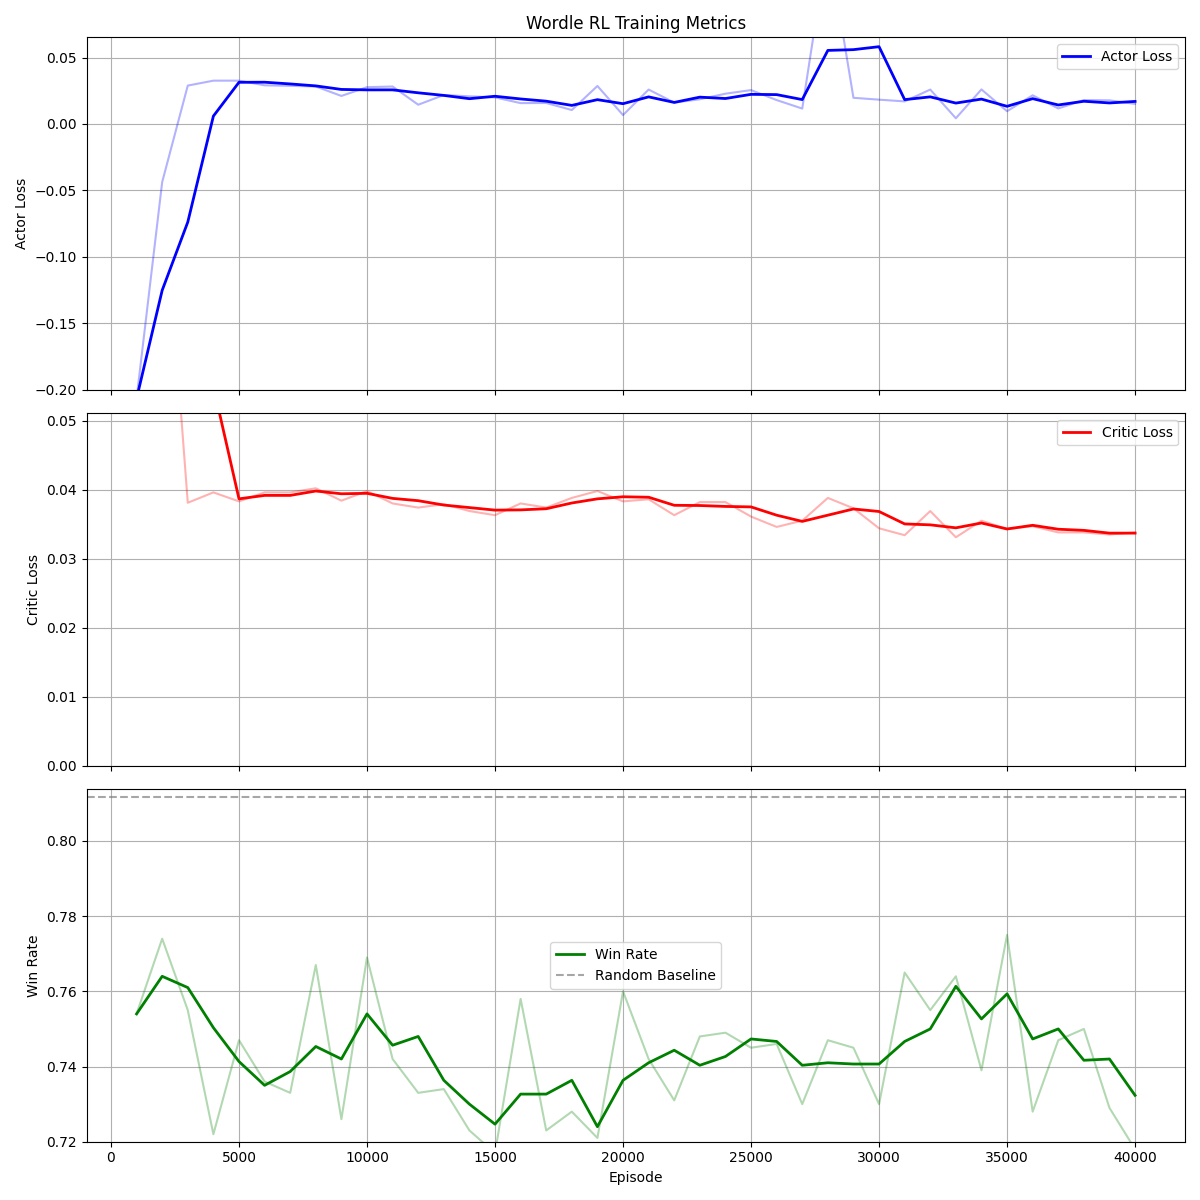 Wordle RL Training Metrics
Actor Loss
0.05
0.00
−0.05
−0.10
−0.15
−0.20
Actor Loss
Critic Loss
0.05
0.04
0.03
0.02
0.01
0.00
Critic Loss
Win Rate
0.80
0.78
0.76
0.74
0.72
Win Rate
Random Baseline
0 5000 10000 15000 20000 25000 30000 35000 40000
Episode